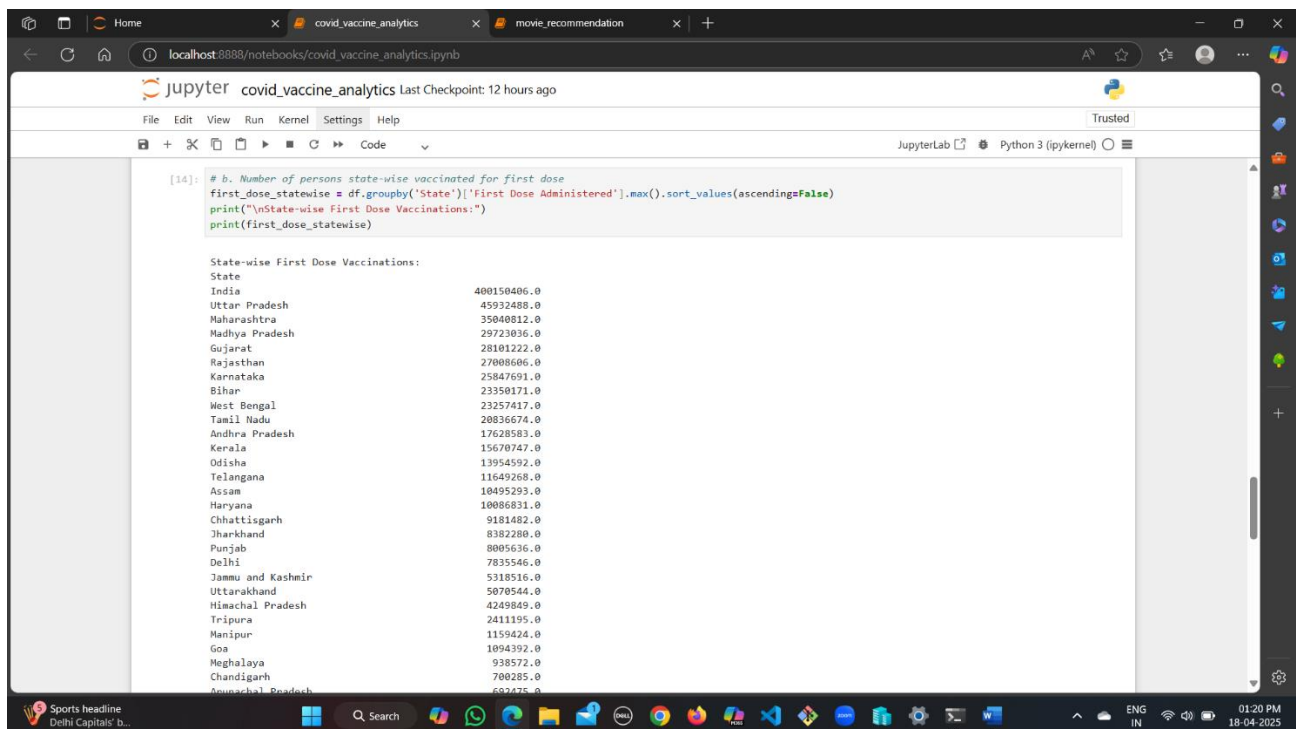 Home
covid_vaccine_analytics
movie_recommendation
localhost:8888/notebooks/covid_vaccine_analytics.ipynb
jupyter covid_vaccine_analytics Last Checkpoint: 12 hours ago
File Edit View Run Kernel Settings Help
Trusted
Code
JupyterLab
Python 3 (ipykernel)
[14]: # b. Number of persons state-wise vaccinated for first dose
first_dose_statewise = df.groupby('State')['First Dose Administered'].max().sort_values(ascending=False)
print("\nState-wise First Dose Vaccinations:")
print(first_dose_statewise)
State-wise First Dose Vaccinations:
State
India 400150406.0
Uttar Pradesh 45932488.0
Maharashtra 35040812.0
Madhya Pradesh 29723036.0
Gujarat 28101222.0
Rajasthan 27008606.0
Karnataka 25847691.0
Bihar 23350171.0
West Bengal 23257417.0
Tamil Nadu 20836674.0
Andhra Pradesh 17628583.0
Kerala 15670747.0
Odisha 13954592.0
Telangana 11649268.0
Assam 10495293.0
Haryana 10086831.0
Chhattisgarh 9181482.0
Jharkhand 8382280.0
Punjab 8005636.0
Delhi 7835546.0
Jammu and Kashmir 5318516.0
Uttarakhand 5070544.0
Himachal Pradesh 4249849.0
Tripura 2411195.0
Manipur 1159424.0
Goa 1094392.0
Meghalaya 938572.0
Chandigarh 700285.0
Arunachal Pradesh 692475.0
Sports headline
Delhi Capitals' b...
Search
ENG
IN
01:20 PM
18-04-2025